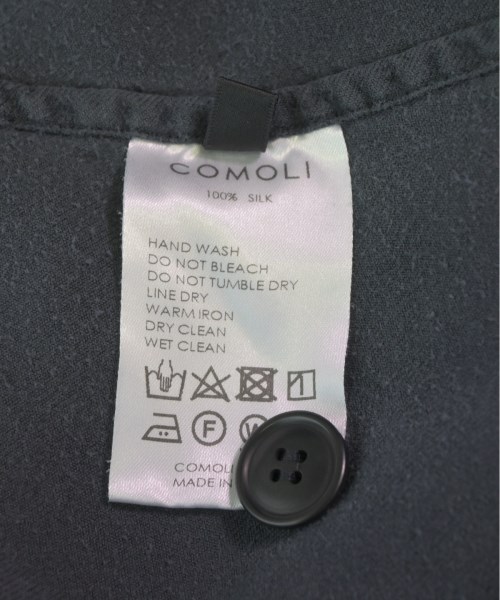 COMOLI
100% SILK
HAND WASH
DO NOT BLEACH
DO NOT TUMBLE DRY
LINE DRY
WARM IRON
DRY CLEAN
WET CLEAN
F W
COMOLI
MADE IN